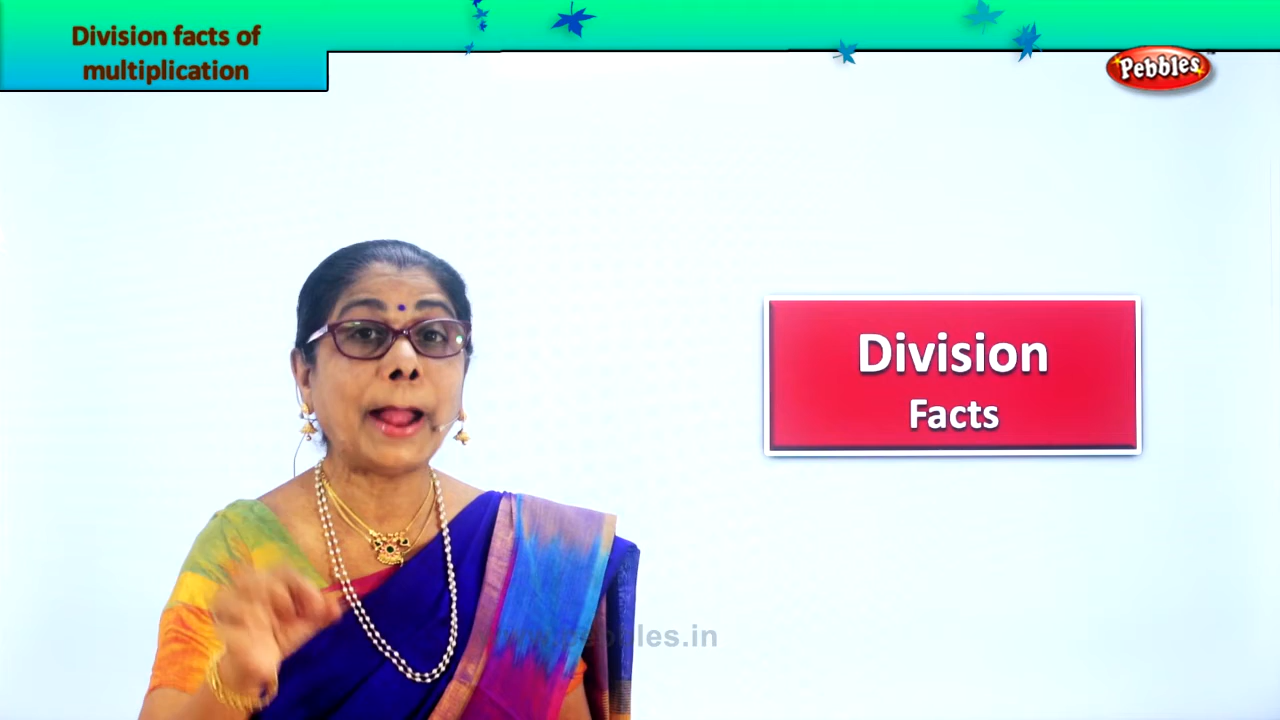 Division facts of
multiplication
Pebbles
Division
Facts